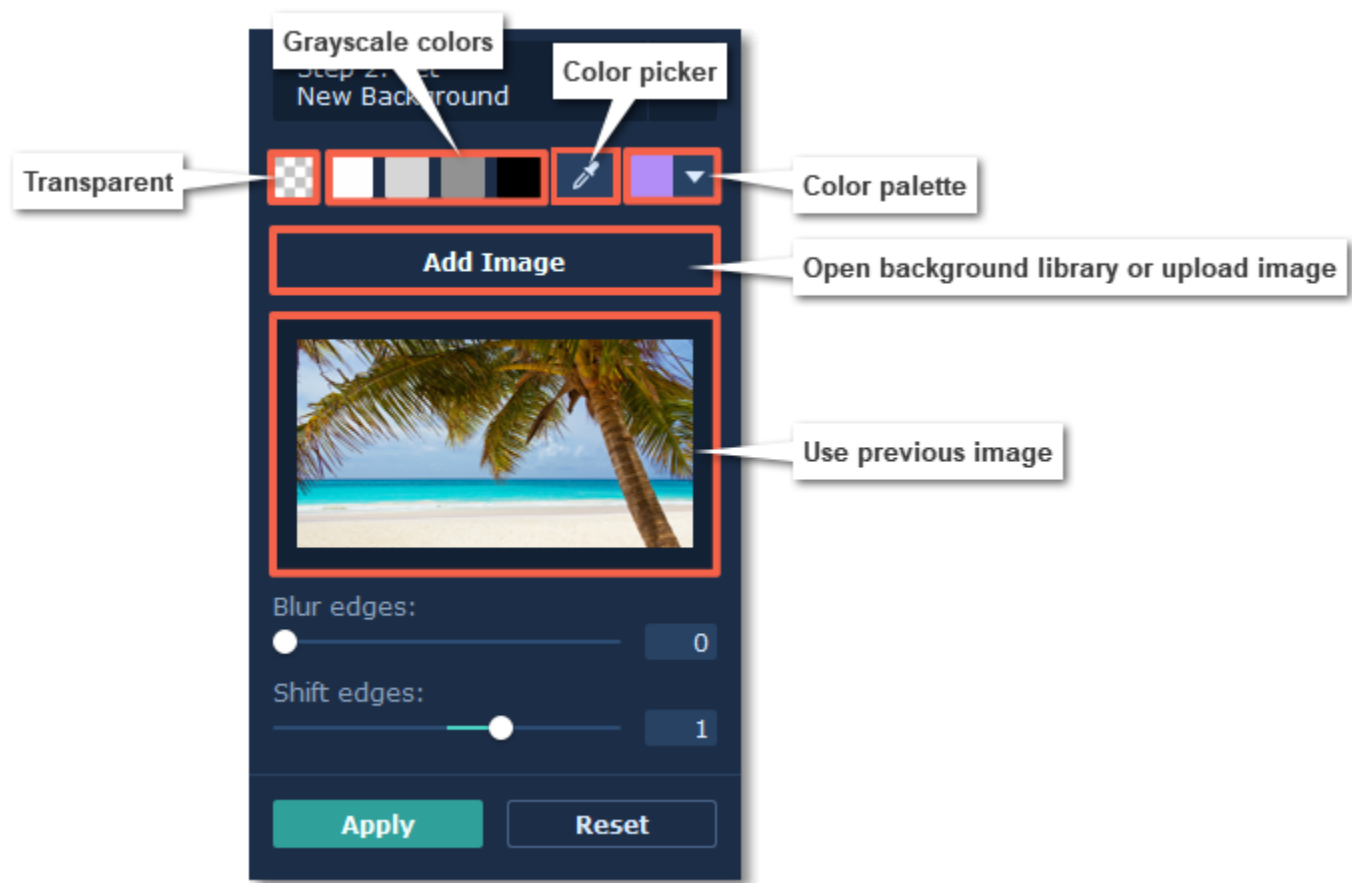 Grayscale colors
Color picker
New Background
Transparent
Color palette
Add Image
Open background library or upload image
Use previous image
Blur edges:
0
Shift edges:
1
Apply
Reset